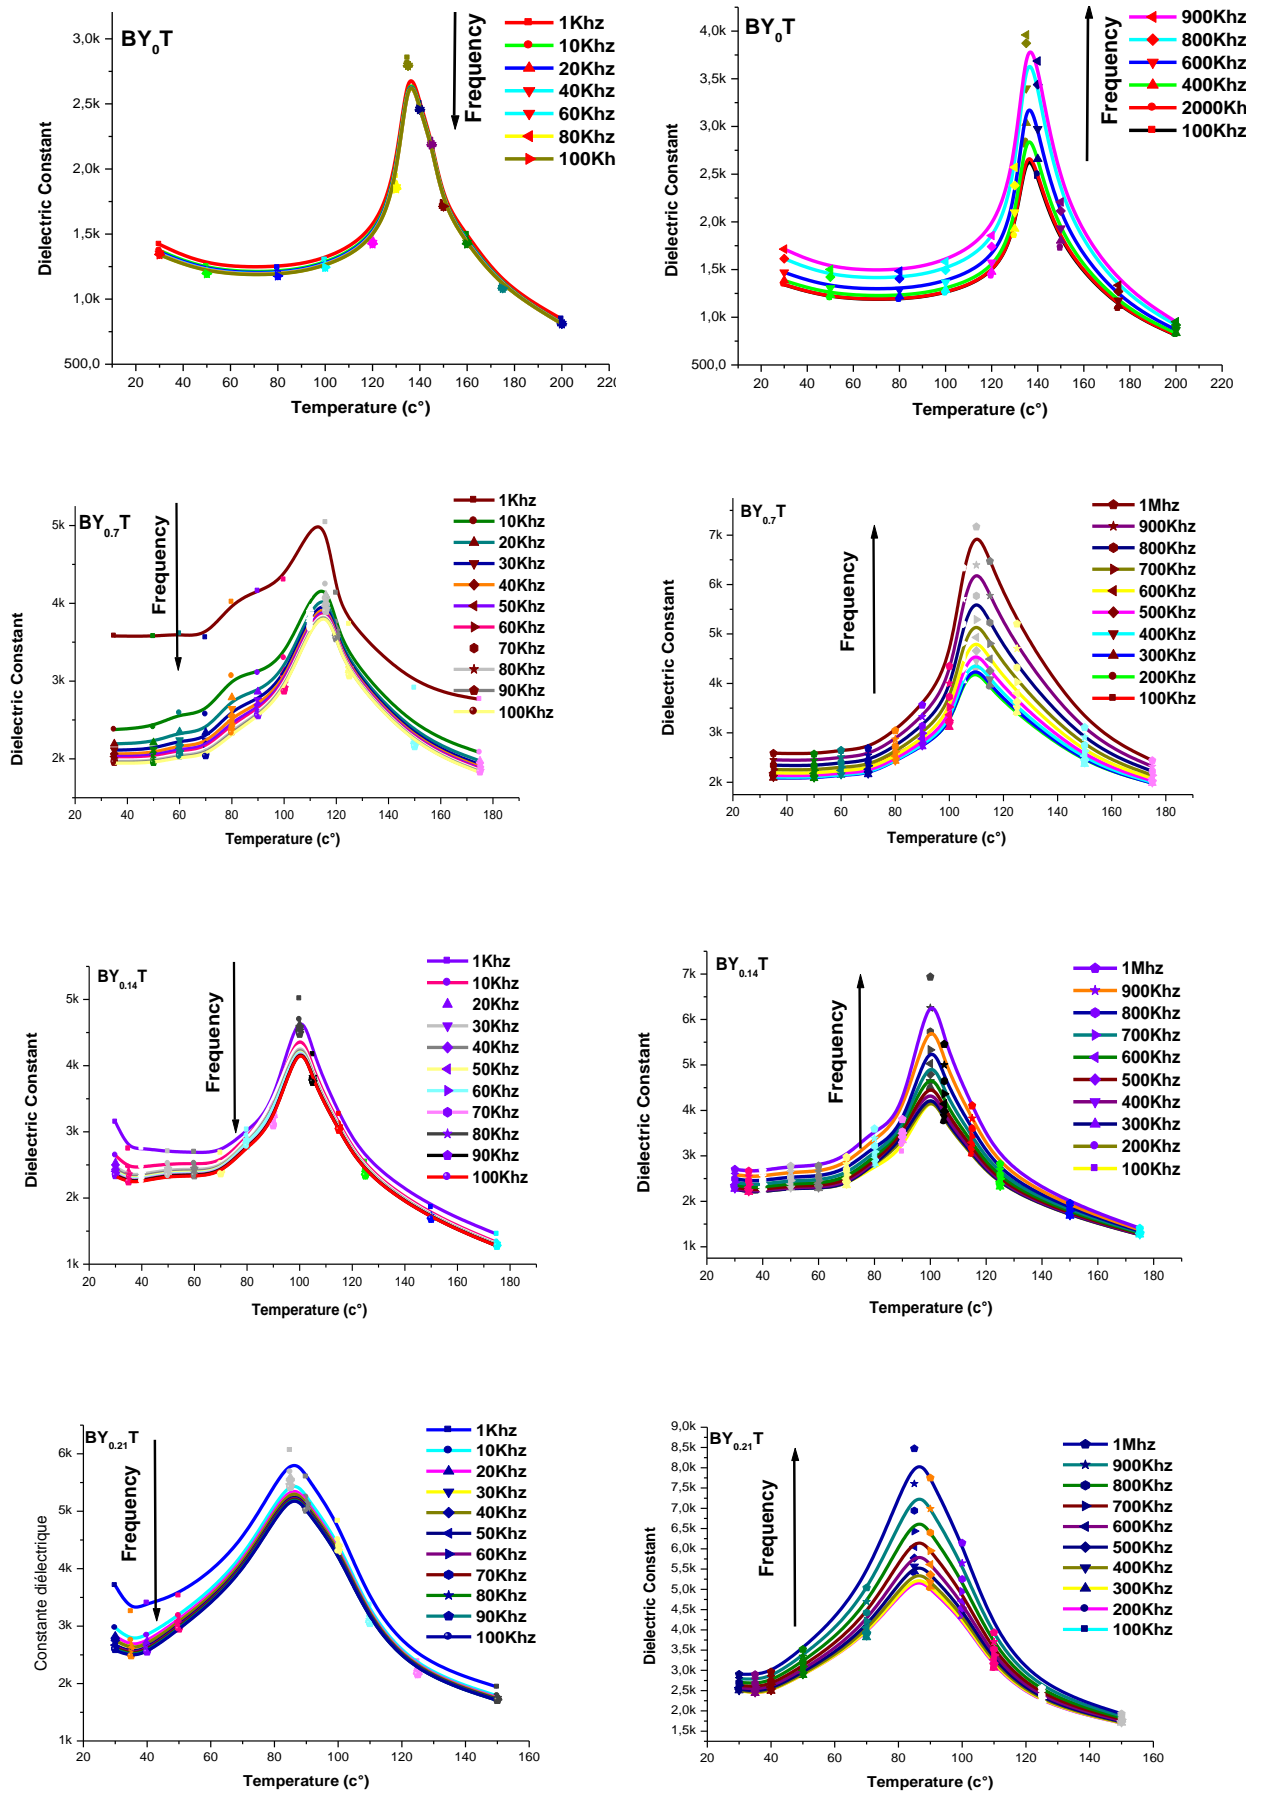 BY0T
Frequency
1Khz
10Khz
20Khz
40Khz
60Khz
80Khz
100Kh
3,0k
2,5k
2,0k
1,5k
1,0k
500,0
Dielectric Constant
20 40 60 80 100 120 140 160 180 200 220
Temperature (c°)
BY0T
Frequency
900Khz
800Khz
600Khz
400Khz
2000Kh
100Khz
4,0k
3,5k
3,0k
2,5k
2,0k
1,5k
1,0k
500,0
Dielectric Constant
20 40 60 80 100 120 140 160 180 200 220
Temperature (c°)
BY0.7T
Frequency
1Khz
10Khz
20Khz
30Khz
40Khz
50Khz
60Khz
70Khz
80Khz
90Khz
100Khz
5k
4k
3k
2k
Dielectric Constant
20 40 60 80 100 120 140 160 180
Temperature (c°)
BY0.7T
Frequency
1Mhz
900Khz
800Khz
700Khz
600Khz
500Khz
400Khz
300Khz
200Khz
100Khz
7k
6k
5k
4k
3k
2k
Dielectric Constant
20 40 60 80 100 120 140 160 180
Temperature (c°)
BY0.14T
Frequency
1Khz
10Khz
20Khz
30Khz
40Khz
50Khz
60Khz
70Khz
80Khz
90Khz
100Khz
5k
4k
3k
2k
1k
Dielectric Constant
20 40 60 80 100 120 140 160 180
Temperature (c°)
BY0.14T
Frequency
1Mhz
900Khz
800Khz
700Khz
600Khz
500Khz
400Khz
300Khz
200Khz
100Khz
7k
6k
5k
4k
3k
2k
1k
Dielectric Constant
20 40 60 80 100 120 140 160 180
Temperature (c°)
BY0.21T
Frequency
1Khz
10Khz
20Khz
30Khz
40Khz
50Khz
60Khz
70Khz
80Khz
90Khz
100Khz
6k
5k
4k
3k
2k
1k
Constante diélectrique
20 40 60 80 100 120 140 160
Temperature (c°)
BY0.21T
Frequency
1Mhz
900Khz
800Khz
700Khz
600Khz
500Khz
400Khz
300Khz
200Khz
100Khz
9,0k
8,5k
8,0k
7,5k
7,0k
6,5k
6,0k
5,5k
5,0k
4,5k
4,0k
3,5k
3,0k
2,5k
2,0k
1,5k
Dielectric Constant
20 40 60 80 100 120 140 160
Temperature (c°)